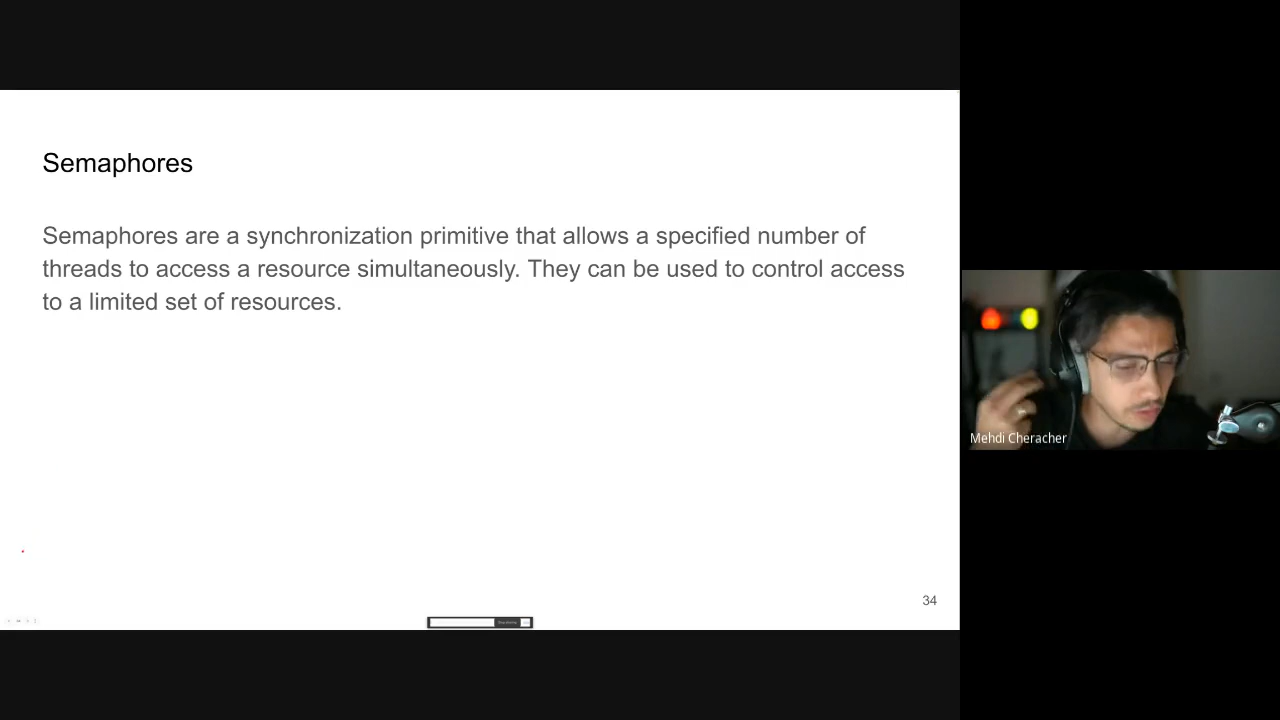 Semaphores
Semaphores are a synchronization primitive that allows a specified number of
threads to access a resource simultaneously. They can be used to control access
to a limited set of resources.
Mehdi Cheracher
34